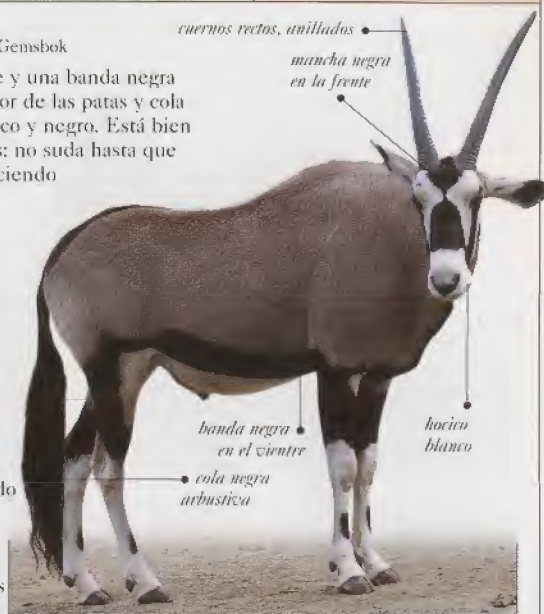 Gemsbok
e y una banda negra
or de las patas y cola
co y negro. Está bien
s: no suda hasta que
ciendo
do
s
cuernos rectos, anillados
mancha negra
en la frente
banda negra
en el vientre
hocico
blanco
cola negra
arbustiva